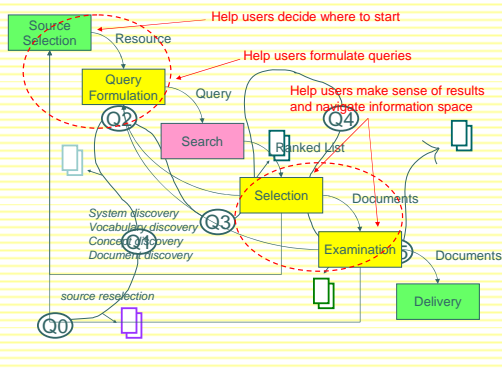 Help users decide where to start
Source
Selection
Resource
Help users formulate queries
Query
Formulation
Query
Help users make sense of results
and navigate information space
Q2
Q4
Search
Ranked List
Selection
Documents
System discovery
Vocabulary discovery
Concept discovery
Document discovery
Q3
Q1
Examination
Documents
source reselection
Delivery
Q0